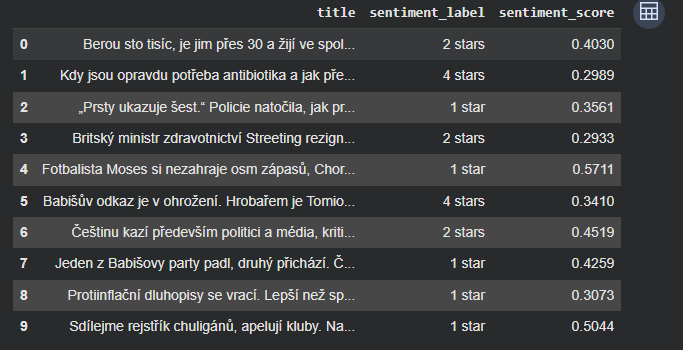 title sentiment_label sentiment_score
0 Berou sto tisíc, je jim přes 30 a žijí ve spol... 2 stars 0.4030
1 Kdy jsou opravdu potřeba antibiotika a jak pře... 4 stars 0.2989
2 „Prsty ukazuje šest.“ Policie natočila, jak pr... 1 star 0.3561
3 Britský ministr zdravotnictví Streeting rezign... 2 stars 0.2933
4 Fotbalista Moses si nezahraje osm zápasů, Chor... 1 star 0.5711
5 Babišův odkaz je v ohrožení. Hrobařem je Tomio... 4 stars 0.3410
6 Češtinu kazí především politici a média, kriti... 2 stars 0.4519
7 Jeden z Babišovy party padl, druhý přichází. Č... 1 star 0.4259
8 Protiinflační dluhopisy se vrací. Lepší než sp... 1 star 0.3073
9 Sdílejme rejstřík chuligánů, apelují kluby. Na... 1 star 0.5044